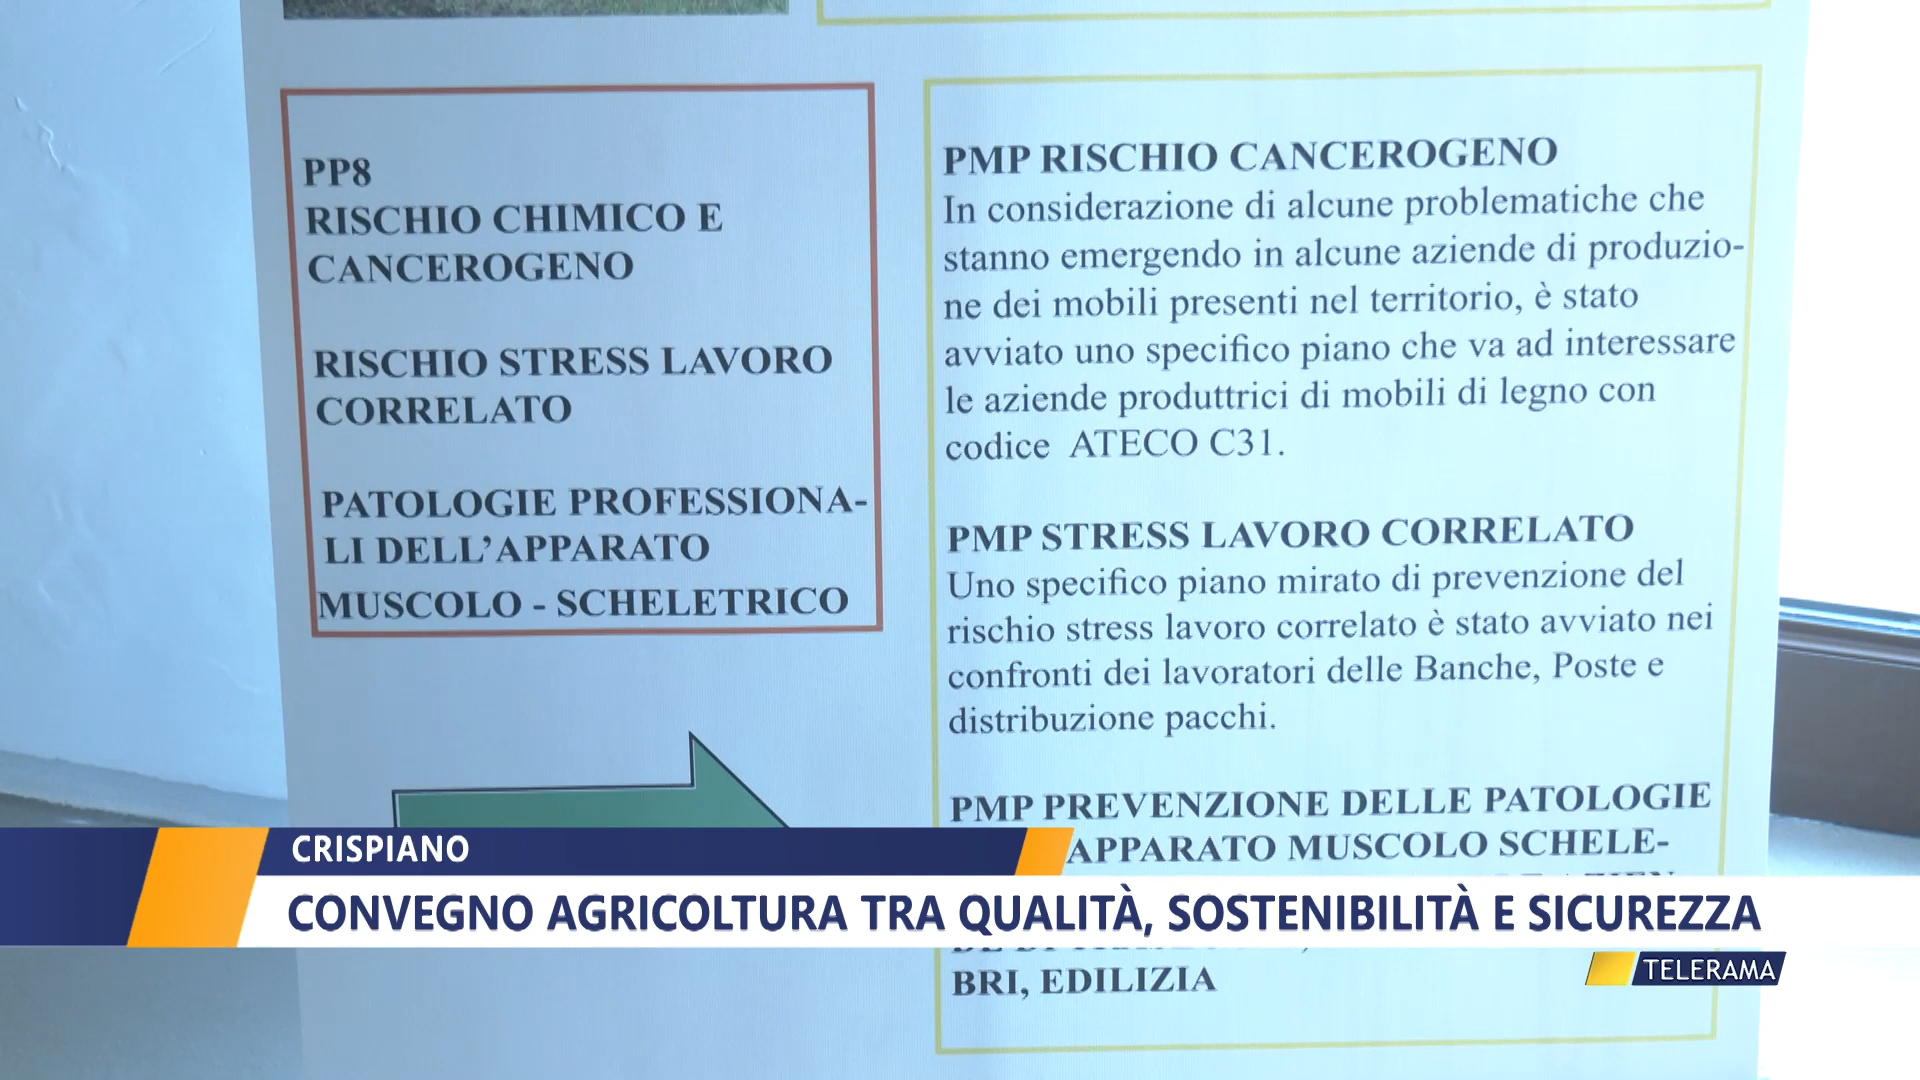 PP8
RISCHIO CHIMICO E
CANCEROGENO
RISCHIO STRESS LAVORO
CORRELATO
PATOLOGIE PROFESSIONA-
LI DELL'APPARATO
MUSCOLO - SCHELETRICO
PMP RISCHIO CANCEROGENO
In considerazione di alcune problematiche che
stanno emergendo in alcune aziende di produzio-
ne dei mobili presenti nel territorio, è stato
avviato uno specifico piano che va ad interessare
le aziende produttrici di mobili di legno con
codice ATECO C31.
PMP STRESS LAVORO CORRELATO
Uno specifico piano mirato di prevenzione del
rischio stress lavoro correlato è stato avviato nei
confronti dei lavoratori delle Banche, Poste e
distribuzione pacchi.
PMP PREVENZIONE DELLE PATOLOGIE
APPARATO MUSCOLO SCHELE-
BRI, EDILIZIA
CRISPIANO
CONVEGNO AGRICOLTURA TRA QUALITÀ, SOSTENIBILITÀ E SICUREZZA
TELERAMA